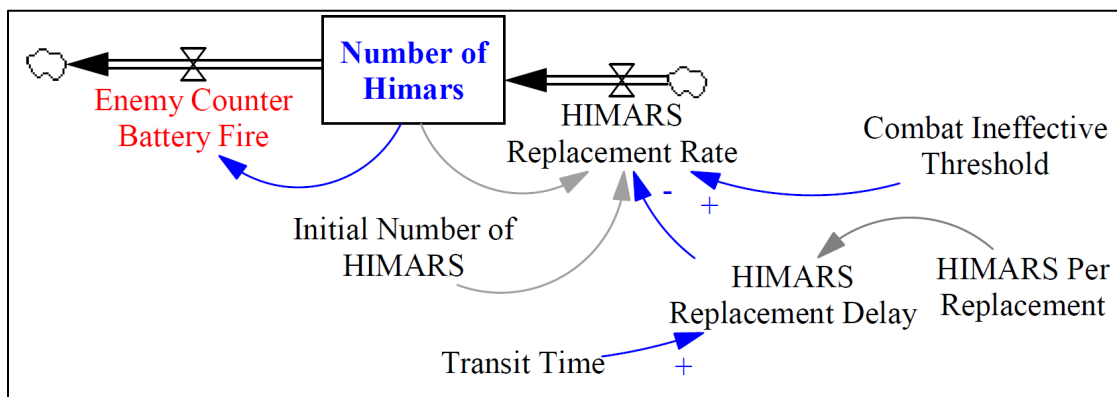 Number of
Himars
Enemy Counter
Battery Fire
HIMARS
Replacement Rate
Combat Ineffective
Threshold
-
+
Initial Number of
HIMARS
HIMARS
Replacement Delay
HIMARS Per
Replacement
Transit Time
+